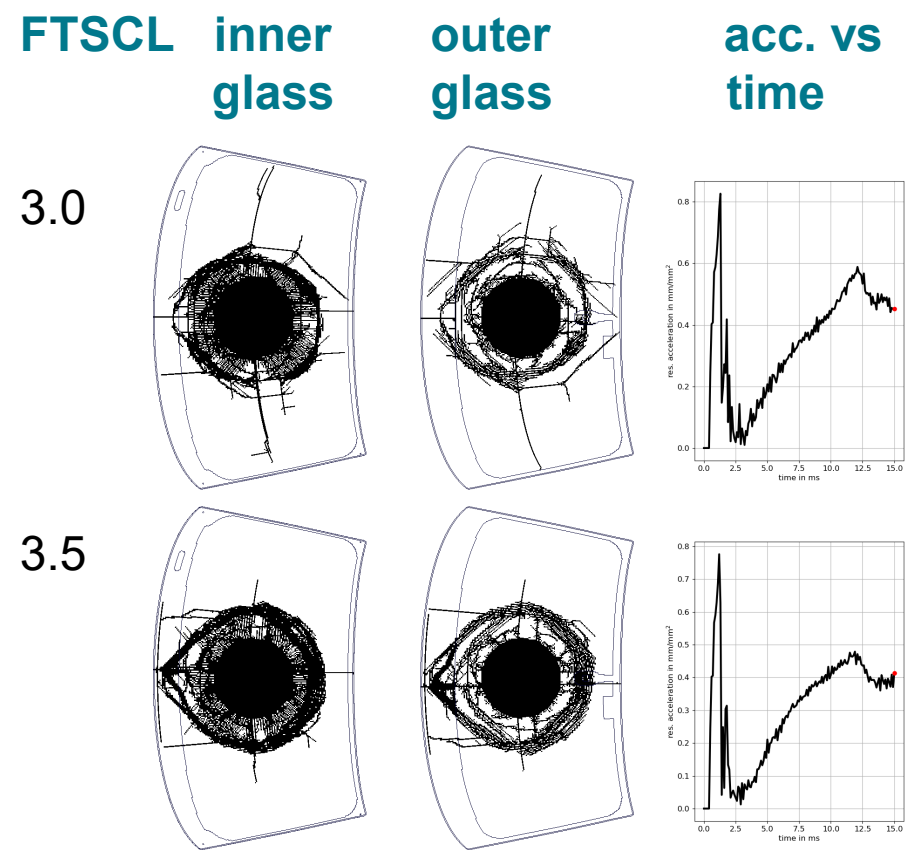 FTSCL inner outer acc. vs
glass glass time
3.0
0.8
0.6
0.4
0.2
0.0
res. acceleration in mm/mm²
0.0 2.5 5.0 7.5 10.0 12.5 15.0
time in ms
3.5
0.8
0.7
0.6
0.5
0.4
0.3
0.2
0.1
0.0
res. acceleration in mm/mm²
0.0 2.5 5.0 7.5 10.0 12.5 15.0
time in ms